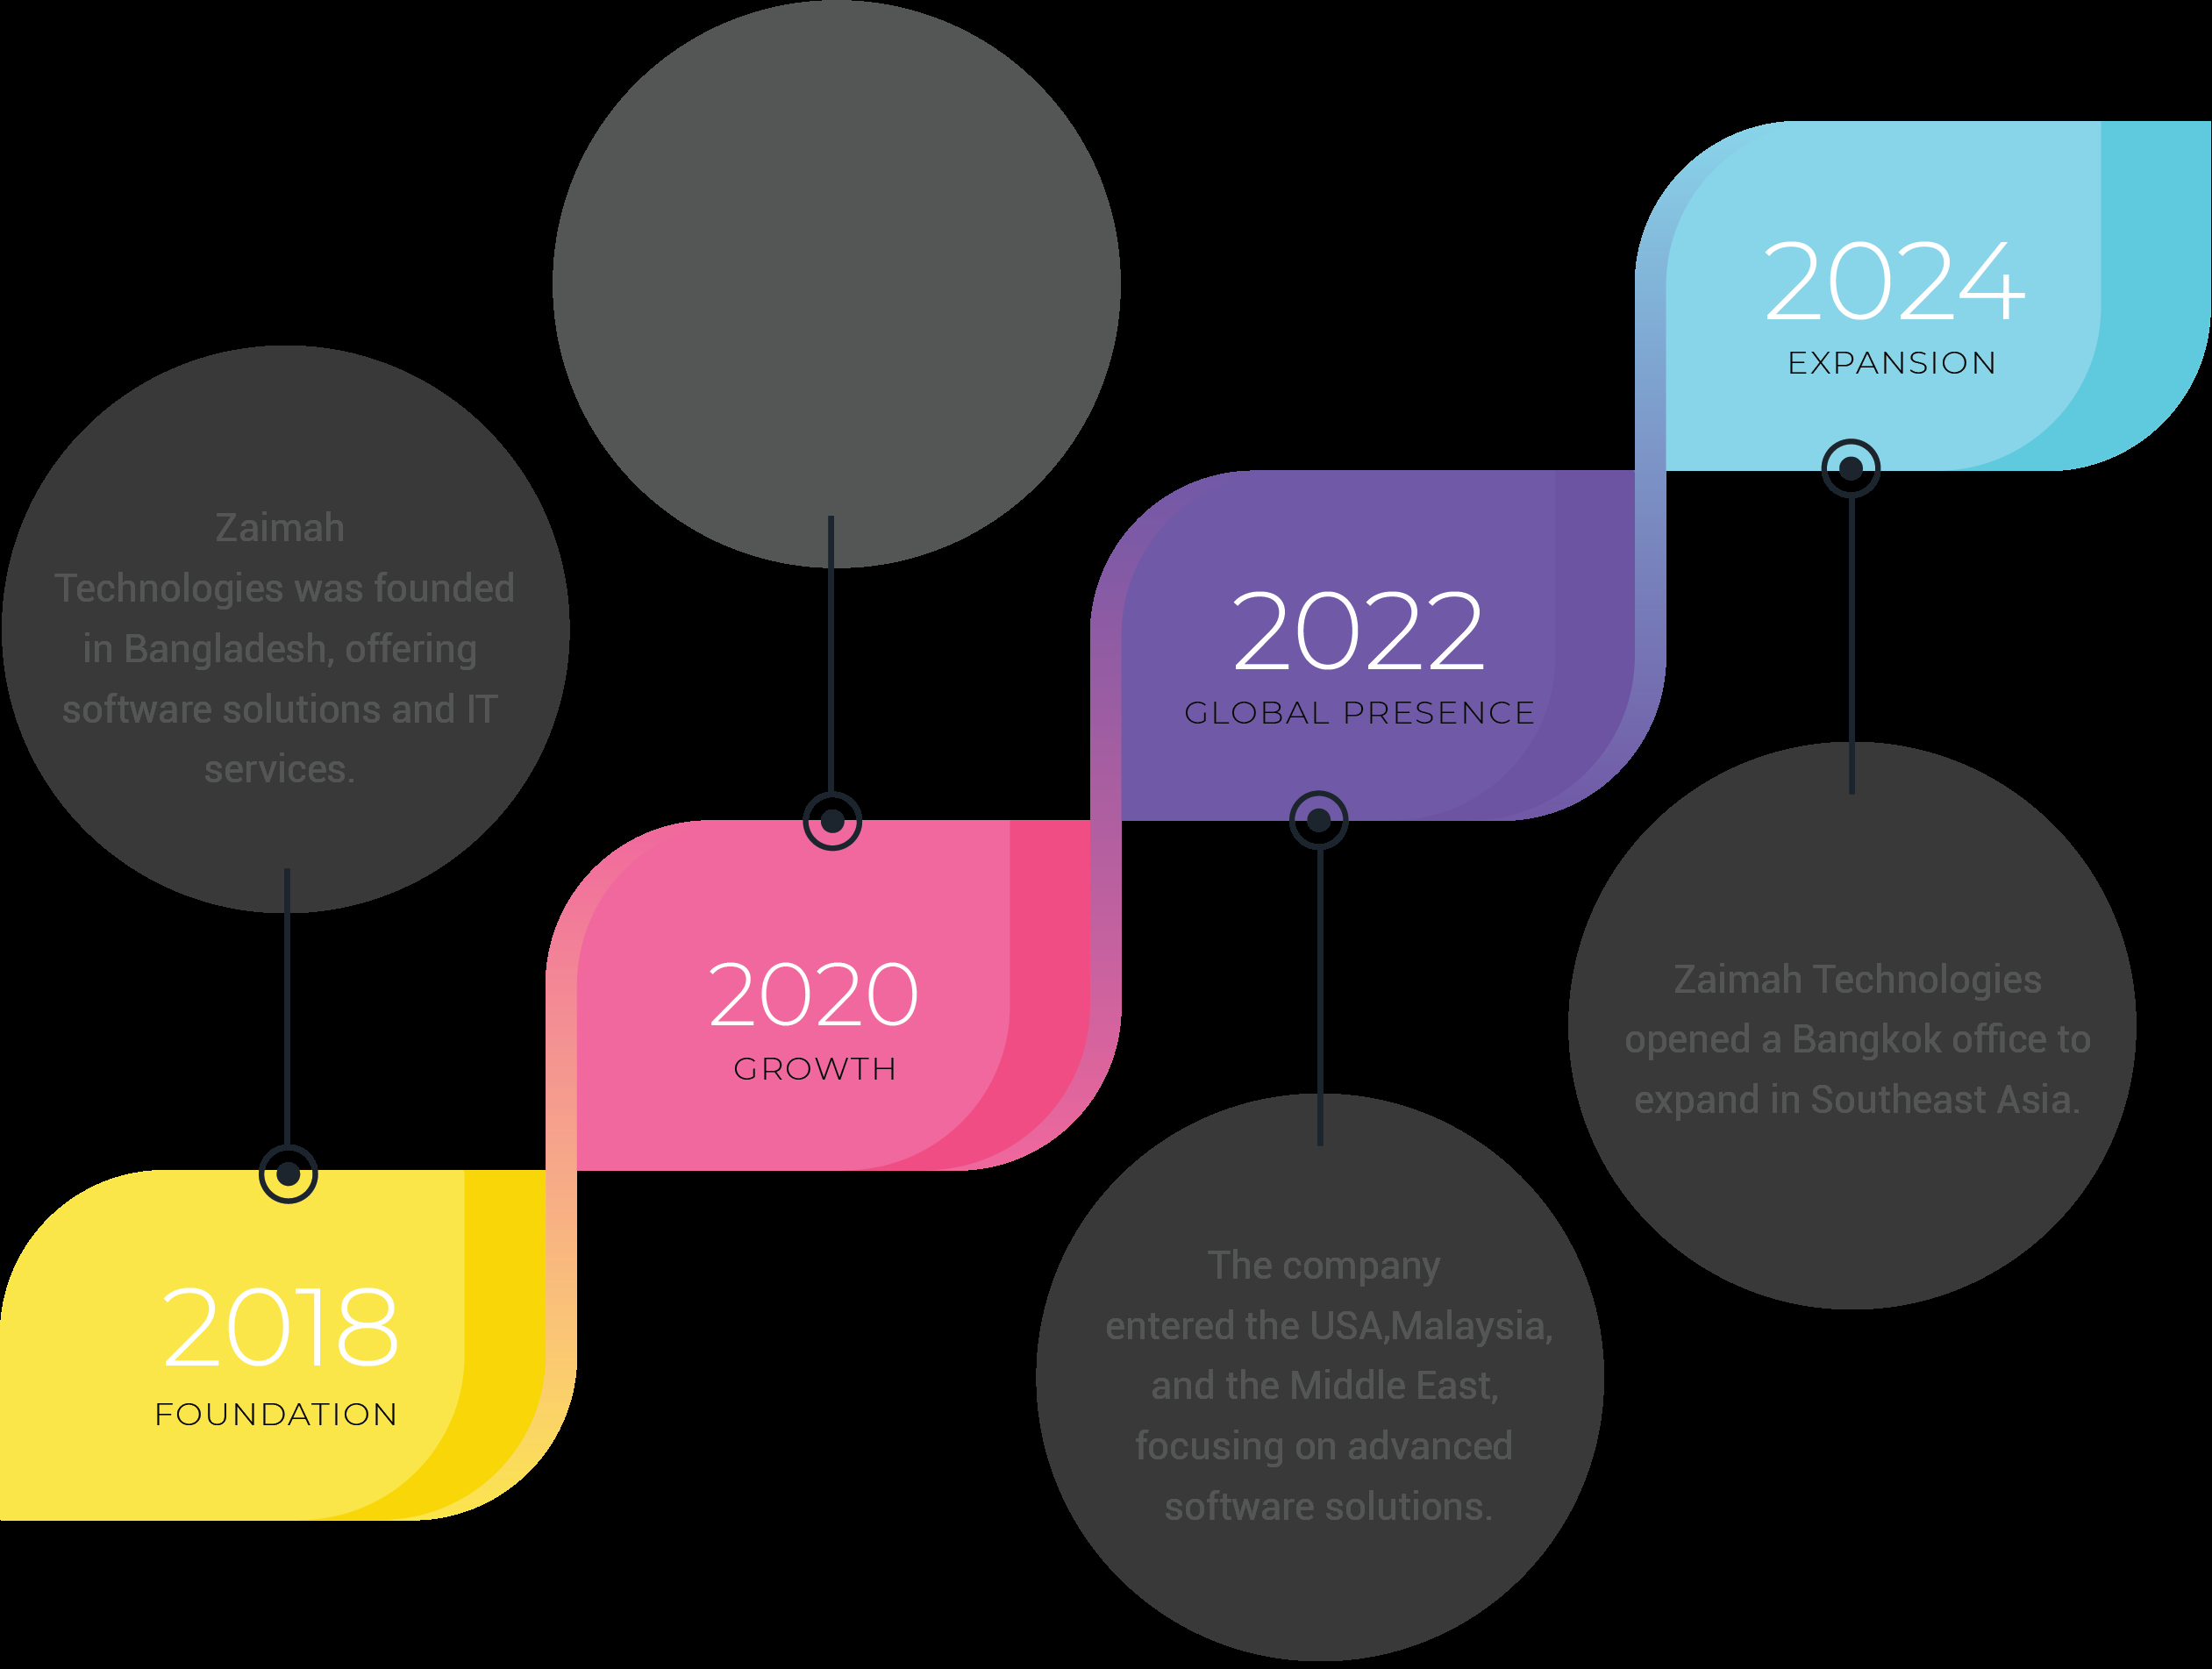 Zaimah
Technologies was founded
in Bangladesh, offering
software solutions and IT
services.
2018
FOUNDATION
2020
GROWTH
2022
GLOBAL PRESENCE
The company
entered the USA,Malaysia,
and the Middle East,
focusing on advanced
software solutions.
2024
EXPANSION
Zaimah Technologies
opened a Bangkok office to
expand in Southeast Asia.